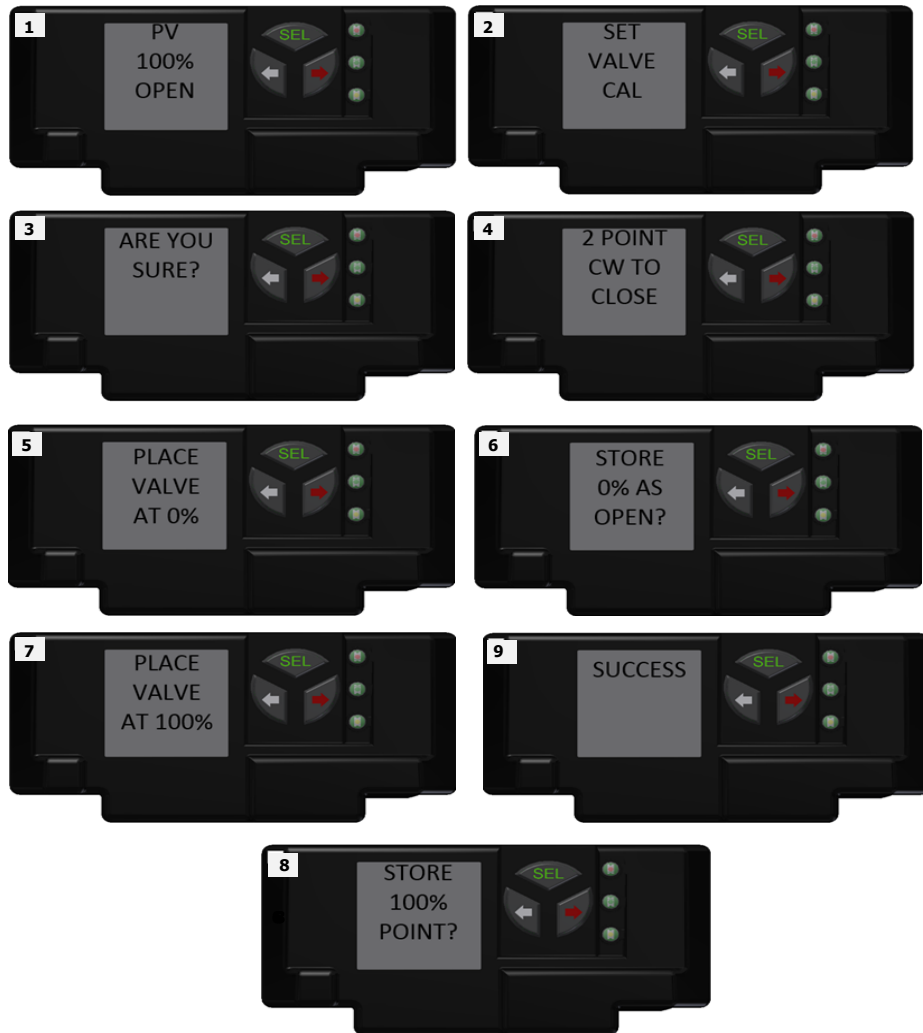 1
PV
100%
OPEN
SEL
2
SET
VALVE
CAL
SEL
3
ARE YOU
SURE?
SEL
4
2 POINT
CW TO
CLOSE
SEL
5
PLACE
VALVE
AT 0%
SEL
6
STORE
0% AS
OPEN?
SEL
7
PLACE
VALVE
AT 100%
SEL
9
SUCCESS
SEL
8
STORE
100%
POINT?
SEL